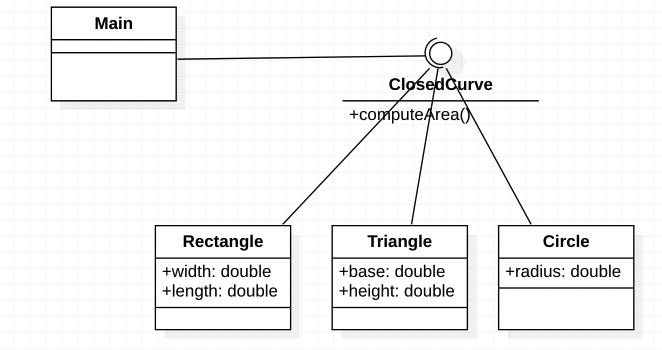 Main
ClosedCurve
+computeArea()
Rectangle
+width: double
+length: double
Triangle
+base: double
+height: double
Circle
+radius: double